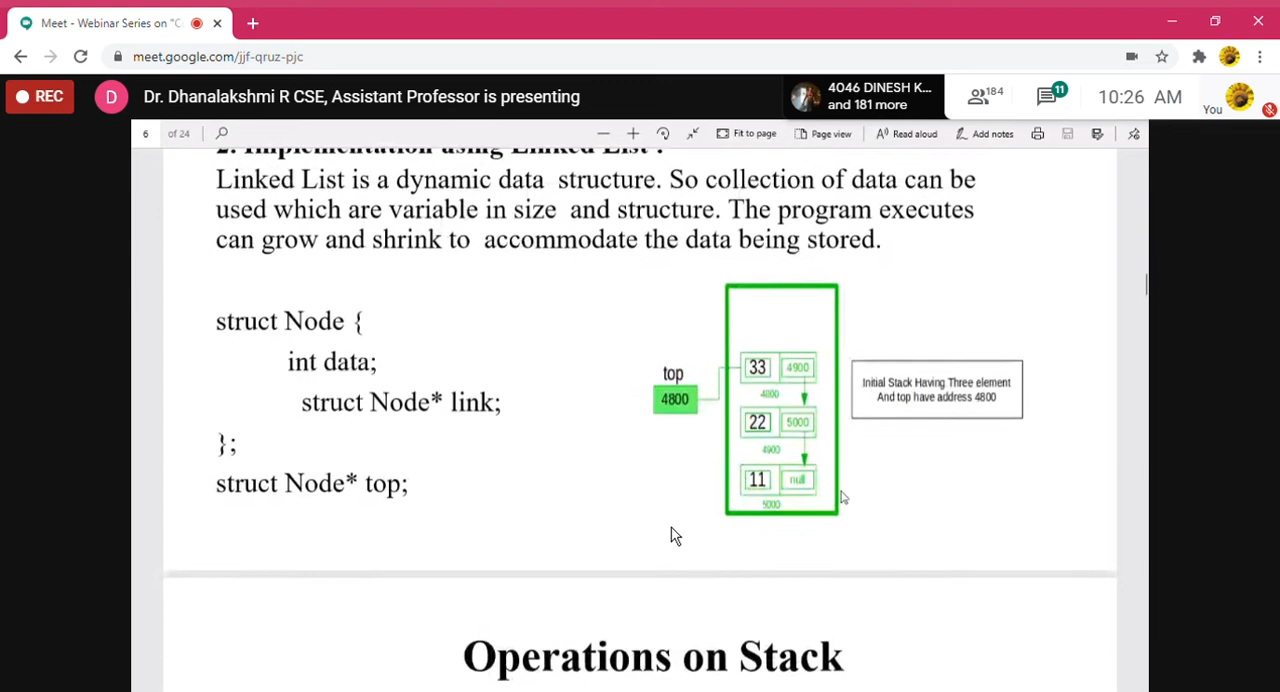 Meet - Webinar Series on "C
meet.google.com/jjf-qruz-pjc
REC
D
Dr. Dhanalakshmi R CSE, Assistant Professor is presenting
4046 DINESH K...
and 181 more
184
11
10:26 AM
You
6 of 24
Fit to page
Page view
Read aloud
Add notes
2. Implementation using Linked List :
Linked List is a dynamic data structure. So collection of data can be
used which are variable in size and structure. The program executes
can grow and shrink to accommodate the data being stored.
struct Node {
int data;
struct Node* link;
};
struct Node* top;
top
4800
33 4900
4800
22 5000
4900
11 null
5000
Initial Stack Having Three element
And top have address 4800
Operations on Stack